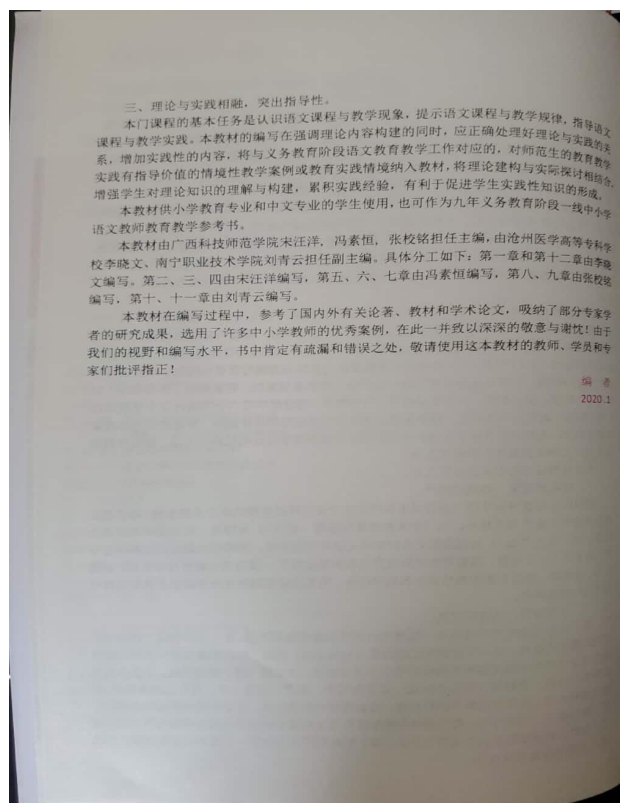 三、理论与实践相融，突出指导性。
本门课程的基本任务是认识语文课程与教学现象，提示语文课程与教学规律，指导语文
课程与教学实践。本教材的编写在强调理论内容构建的同时，应正确处理好理论与实践的关
系，增加实践性的内容，将与义务教育阶段语文教育教学工作对应的，对师范生的教育教学
实践有指导价值的情境性教学案例或教育实践情境纳入教材，将理论建构与实际探讨相结合，
增强学生对理论知识的理解与构建，累积实践经验，有利于促进学生实践性知识的形成。
本教材供小学教育专业和中文专业的学生使用，也可作为九年义务教育阶段一线中小学
语文教师教育教学参考书。
本教材由广西科技师范学院宋汪洋，冯素恒，张校铭担任主编，由沧州医学高等专科学
校李晓文、南宁职业技术学院刘青云担任副主编。具体分工如下：第一章和第十二章由李晓
文编写。第二、三、四由宋汪洋编写，第五、六、七章由冯素恒编写，第八、九章由张校铭
编写，第十、十一章由刘青云编写。
本教材在编写过程中，参考了国内外有关论著、教材和学术论文，吸纳了部分专家学
者的研究成果，选用了许多中小学教师的优秀案例，在此一并致以深深的敬意与谢忱！由于
我们的视野和编写水平，书中肯定有疏漏和错误之处，敬请使用这本教材的教师、学员和专
家们批评指正！
编 者
2020.1